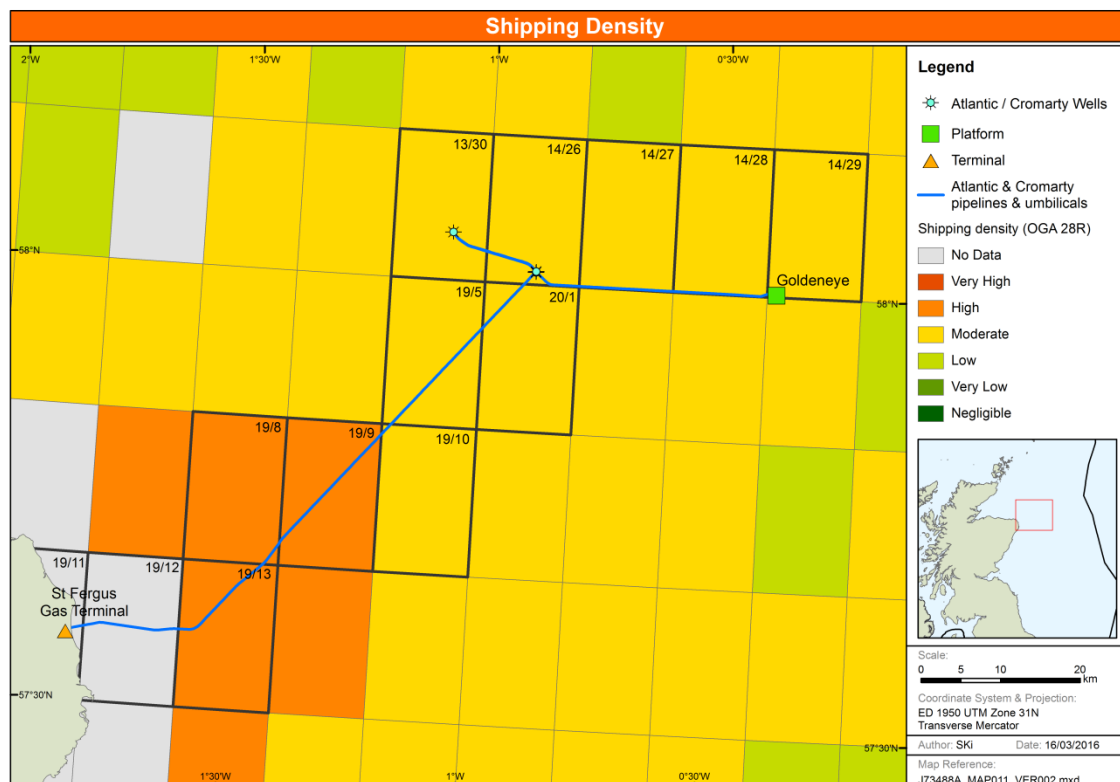 Shipping Density
2°W
1°30'W
1°W
0°30'W
13/30
14/26
14/27
14/28
14/29
58°N
Goldeneye
19/5
20/1
58°N
19/8
19/9
19/10
19/11
19/12
19/13
St Fergus
Gas Terminal
57°30'N
57°30'N
1°30'W
1°W
0°30'W
Legend
Atlantic / Cromarty Wells
Platform
Terminal
Atlantic & Cromarty
pipelines & umbilicals
Shipping density (OGA 28R)
No Data
Very High
High
Moderate
Low
Very Low
Negligible
Scale:
0 5 10 20
km
Coordinate System & Projection:
ED 1950 UTM Zone 31N
Transverse Mercator
Author: SKi Date: 16/03/2016
Map Reference:
J73488A_MAP011_VER002.mxd